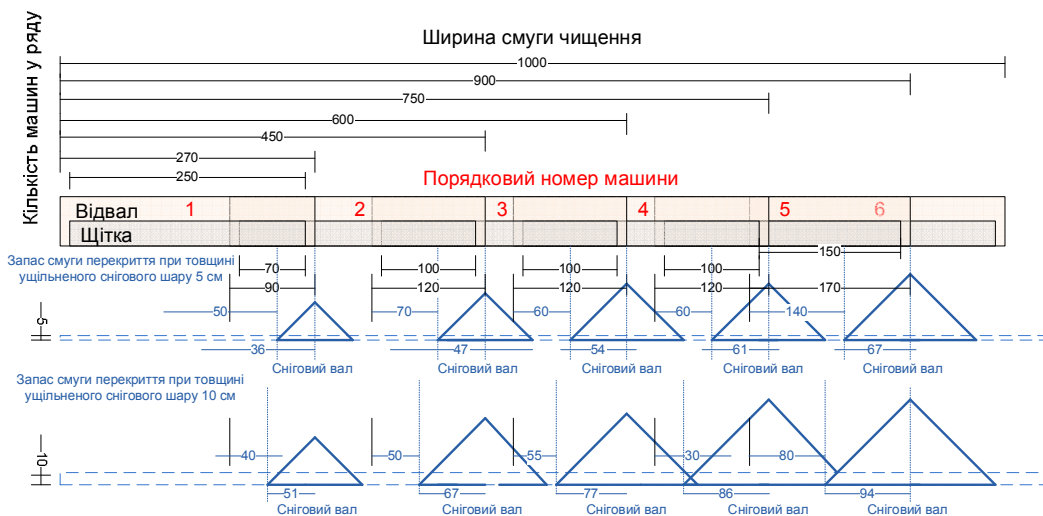 Кількість машин у ряду
Ширина смуги чищення
1000
900
750
600
450
270
250
Порядковий номер машини
Відвал
1
2
3
4
5
6
Щітка
150
Запас смуги перекриття при товщині
ущільненого снігового шару 5 см
70
100
100
100
90
120
120
120
170
50
70
60
60
140
5
36
47
54
61
67
Сніговий вал
Сніговий вал
Сніговий вал
Сніговий вал
Сніговий вал
Запас смуги перекриття при товщині
ущільненого снігового шару 10 см
40
50
55
30
80
10
51
67
77
86
94
Сніговий вал
Сніговий вал
Сніговий вал
Сніговий вал
Сніговий вал